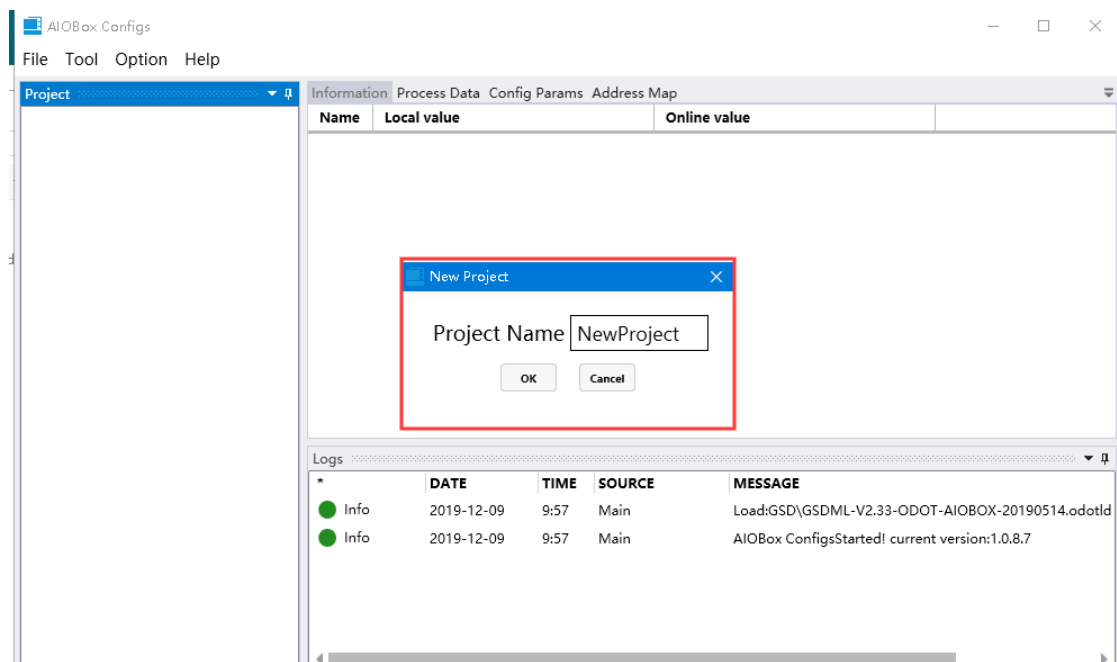 AIOBox Configs
File Tool Option Help
Project
Information Process Data Config Params Address Map
Name Local value Online value
New Project
Project Name NewProject
OK Cancel
Logs
* DATE TIME SOURCE MESSAGE
Info 2019-12-09 9:57 Main Load:GSD\GSDML-V2.33-ODOT-AIOBOX-20190514.odotld
Info 2019-12-09 9:57 Main AIOBox ConfigsStarted! current version:1.0.8.7